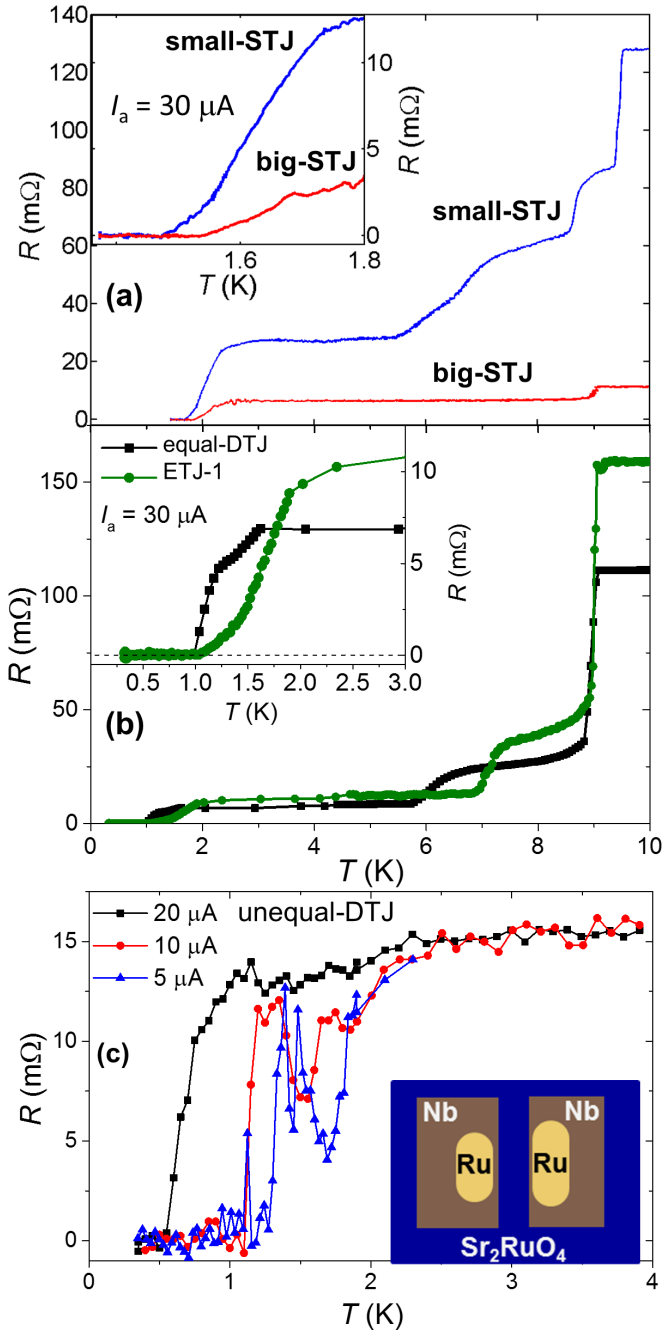 140
120
100
80
60
40
20
0
R (mΩ)
small-STJ
Iₐ = 30 μA
big-STJ
10
5
0
R (mΩ)
1.6
1.8
T (K)
small-STJ
big-STJ
(a)
150
100
50
0
R (mΩ)
equal-DTJ
ETJ-1
Iₐ = 30 μA
10
5
0
R (mΩ)
0.5 1.0 1.5 2.0 2.5 3.0
T (K)
(b)
0 2 4 6 8 10
T (K)
15
10
5
0
R (mΩ)
20 μA unequal-DTJ
10 μA
5 μA
(c)
Nb Nb
Ru Ru
Sr₂RuO₄
0 1 2 3 4
T (K)